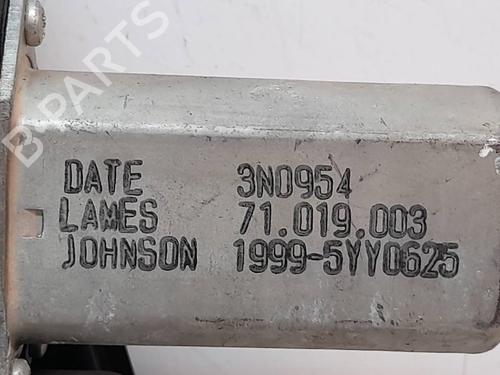 B-PARTS
DATE 3N0954
LAMES 71.019.003
JOHNSON 1999-5YY0625